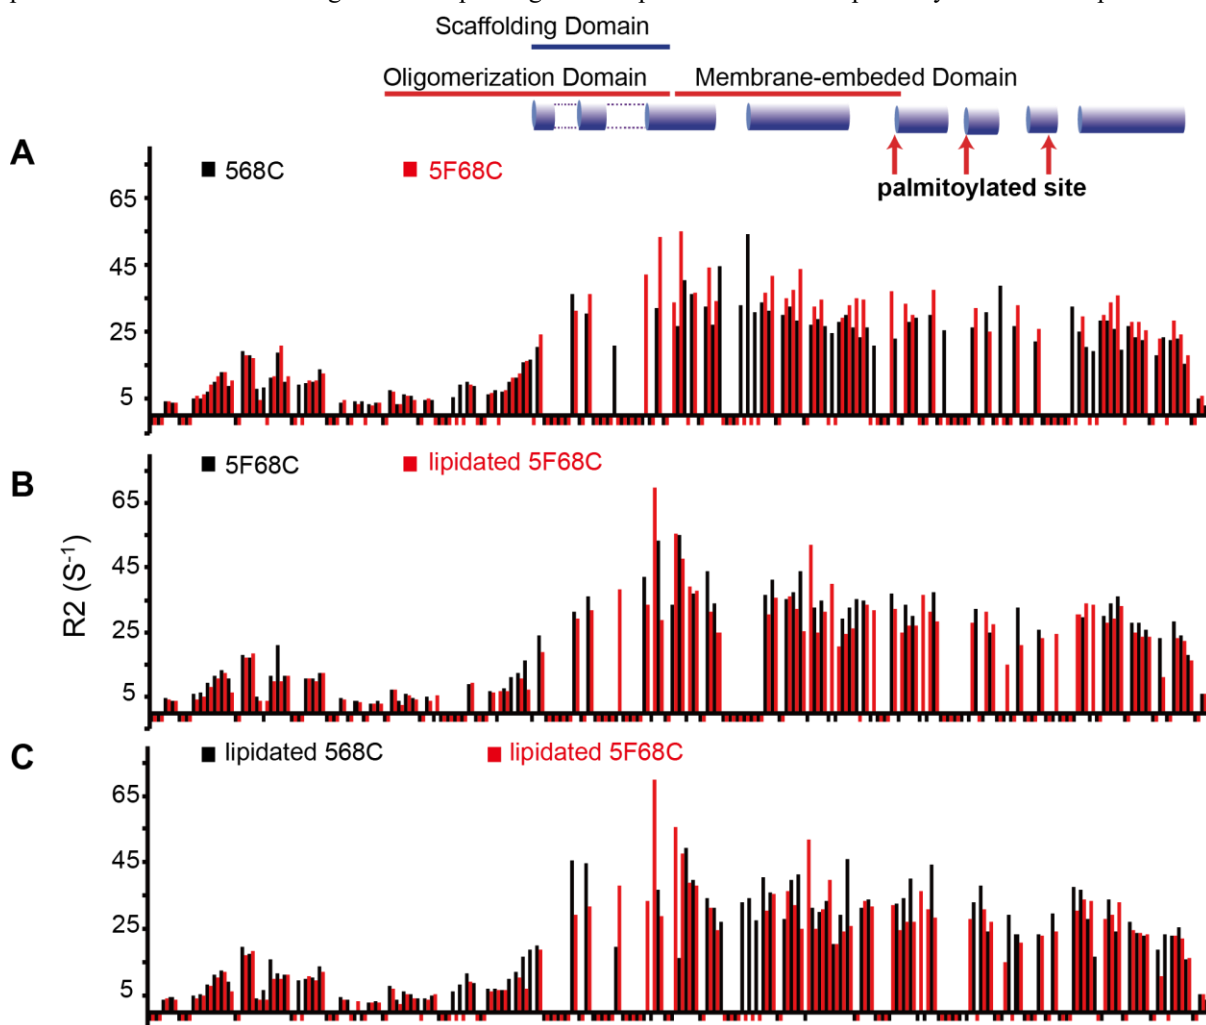 Scaffolding Domain
Oligomerization Domain
Membrane-embeded Domain
palmitoylated site
A
568C
5F68C
65
45
25
5
B
5F68C
lipidated 5F68C
65
45
25
5
R2 (S⁻¹)
C
lipidated 568C
lipidated 5F68C
65
45
25
5